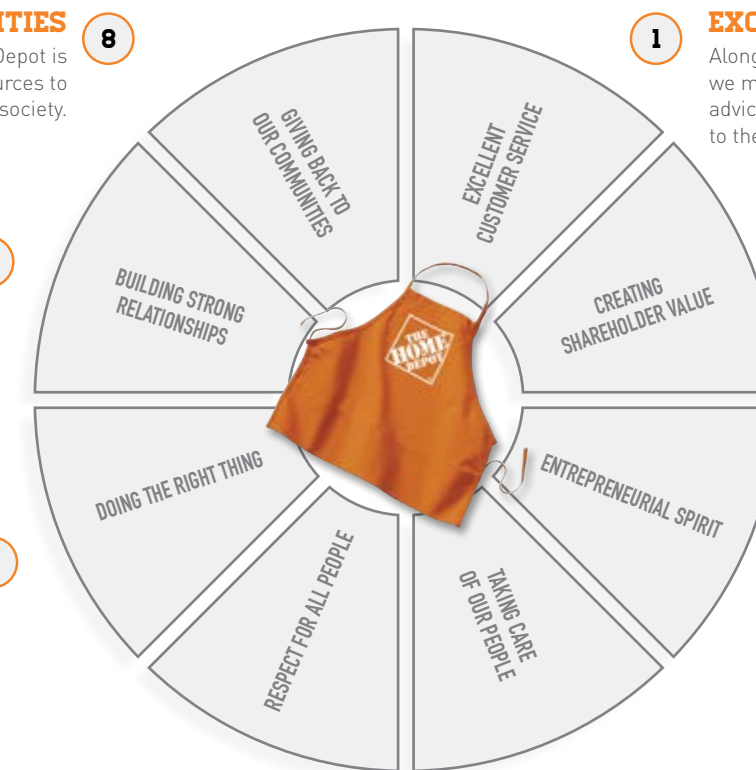 ITIES
Depot is
urces to
society.
8
1
EXC
Along
we m
advic
to the
EXCELLENT
CUSTOMER SERVICE
CREATING
SHAREHOLDER VALUE
ENTREPRENEURIAL SPIRIT
TAKING CARE
OF OUR PEOPLE
RESPECT FOR ALL PEOPLE
DOING THE RIGHT THING
BUILDING STRONG
RELATIONSHIPS
GIVING BACK TO
OUR COMMUNITIES
THE
HOME
DEPOT